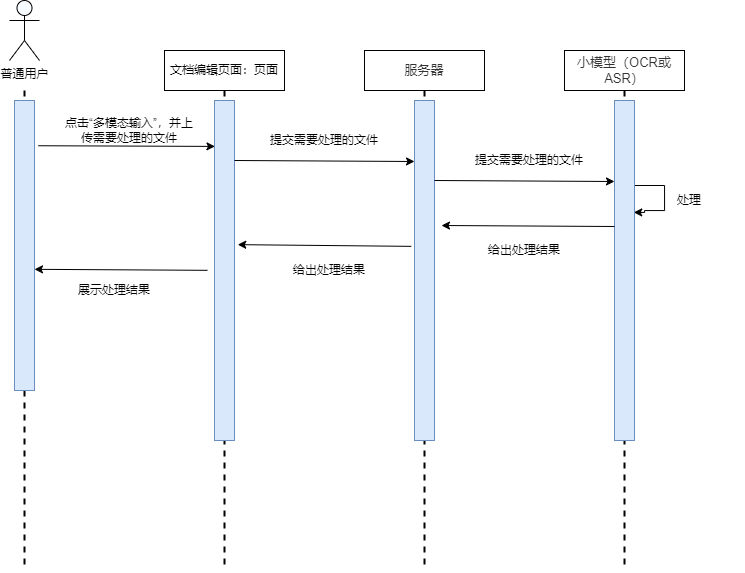 普通用户
文档编辑页面：页面
服务器
小模型（OCR或
ASR）
点击“多模态输入”，并上
传需要处理的文件
提交需要处理的文件
提交需要处理的文件
处理
给出处理结果
给出处理结果
展示处理结果